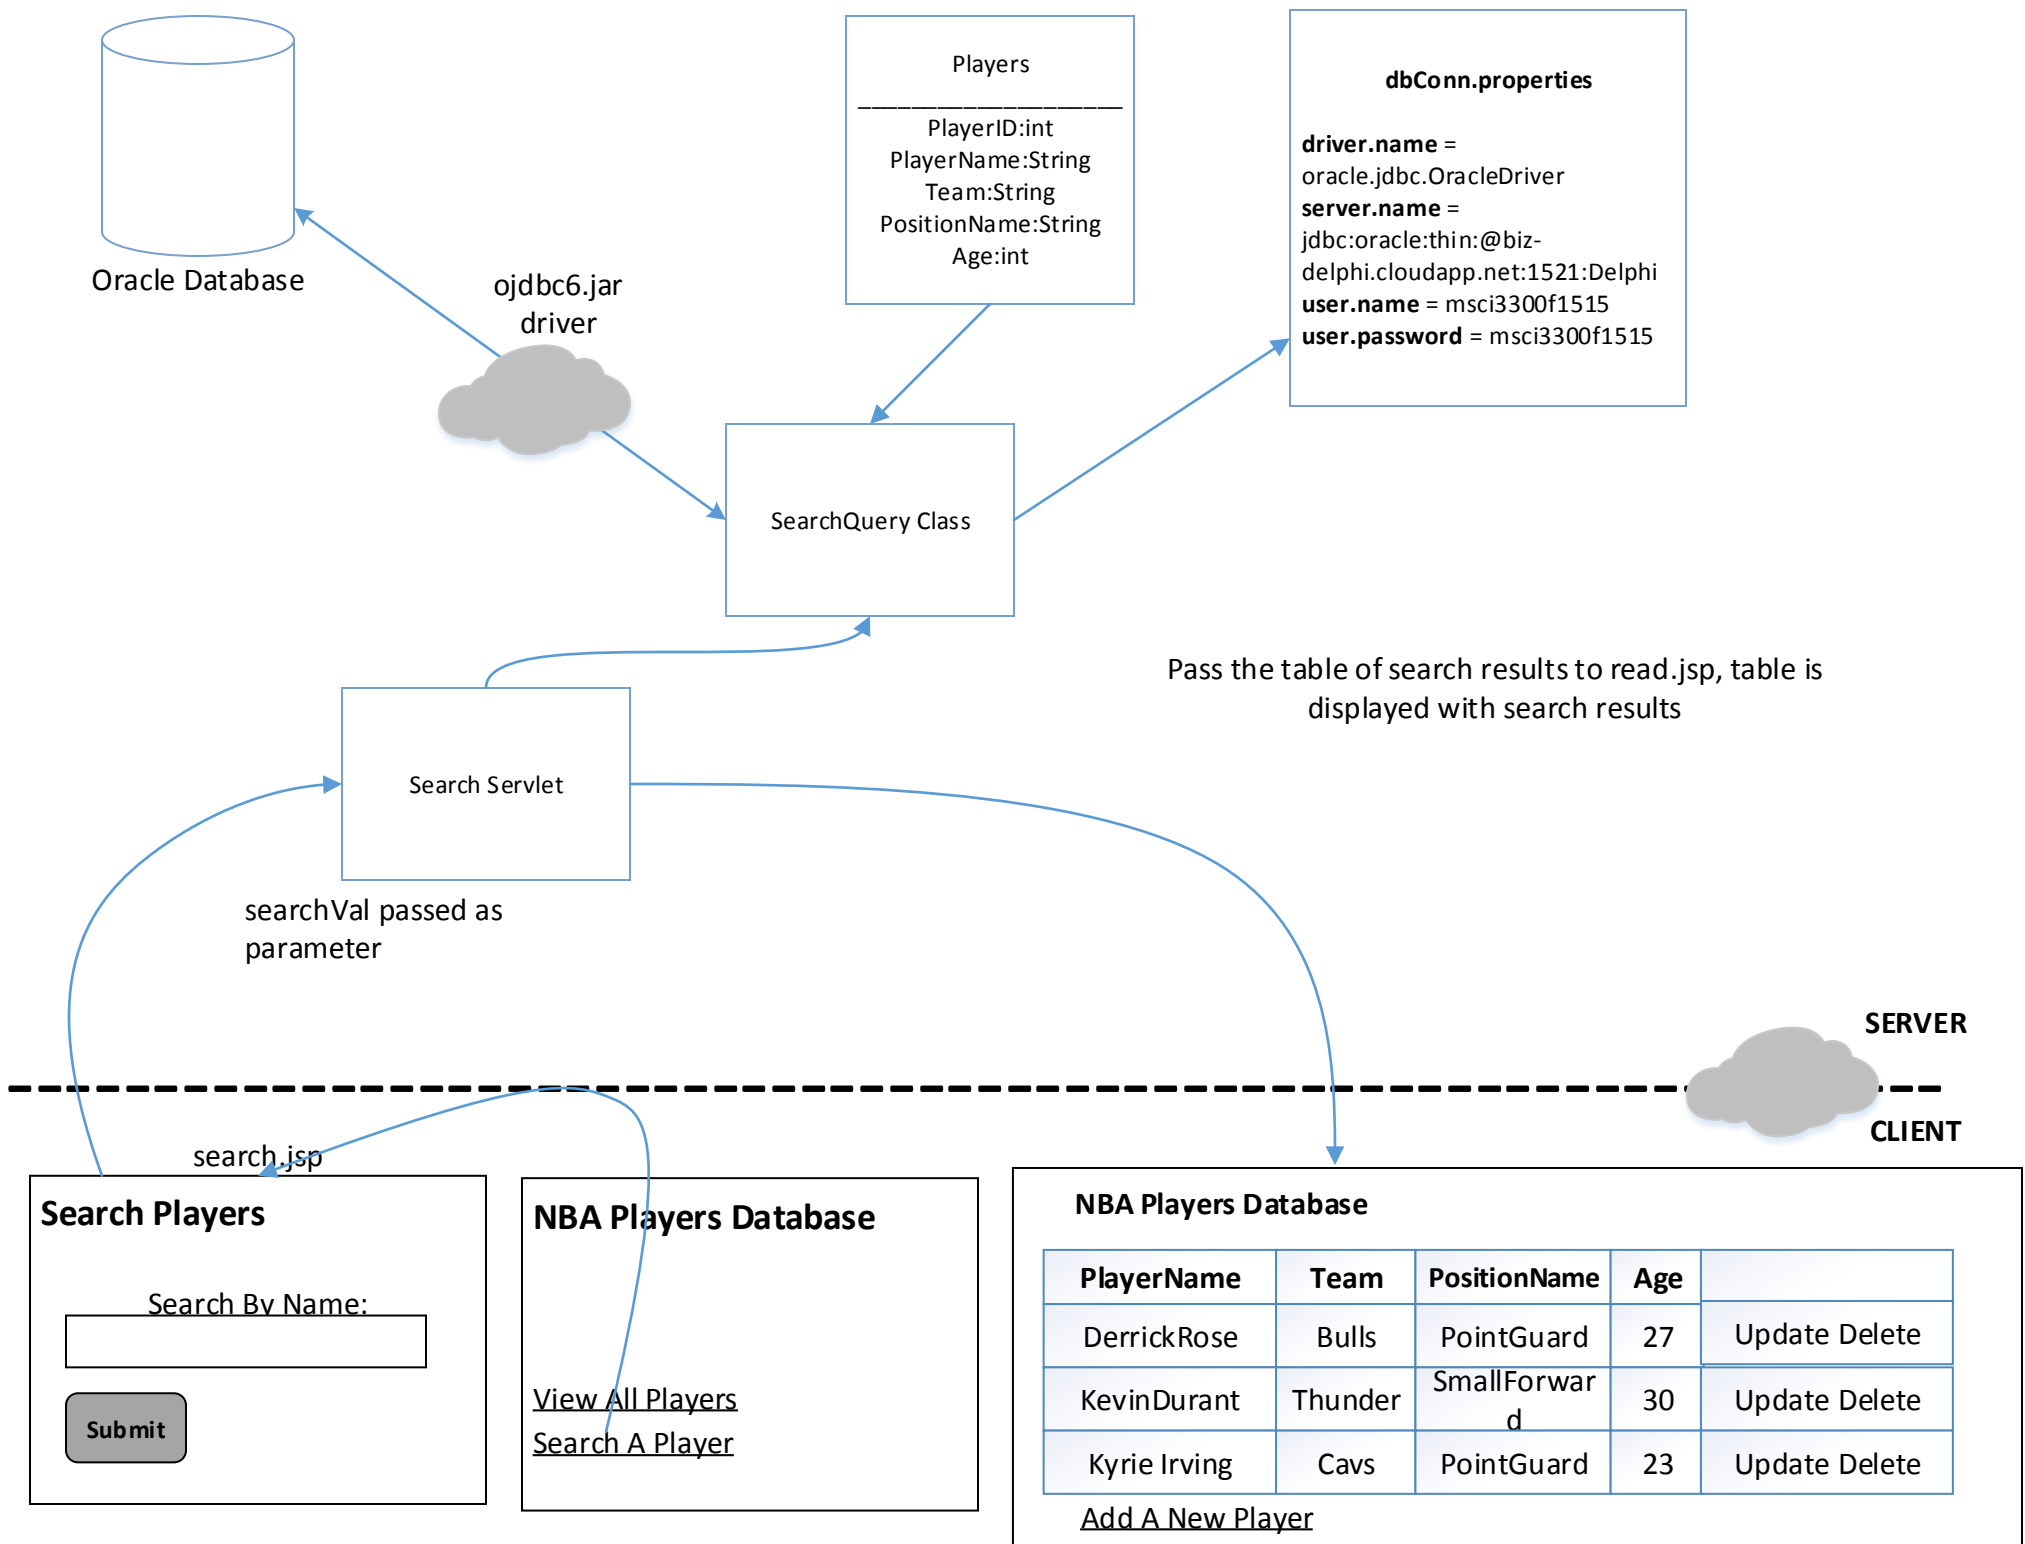 Oracle Database
ojdbc6.jar
driver
Players
PlayerID:int
PlayerName:String
Team:String
PositionName:String
Age:int
dbConn.properties
driver.name =
oracle.jdbc.OracleDriver
server.name =
jdbc:oracle:thin:@biz-
delphi.cloudapp.net:1521:Delphi
user.name = msci3300f1515
user.password = msci3300f1515
SearchQuery Class
Pass the table of search results to read.jsp, table is
displayed with search results
Search Servlet
searchVal passed as
parameter
SERVER
CLIENT
search.jsp
Search Players
Search By Name:
Submit
NBA Players Database
View All Players
Search A Player
NBA Players Database
PlayerName Team PositionName Age
DerrickRose Bulls PointGuard 27 Update Delete
KevinDurant Thunder SmallForwar
d 30 Update Delete
Kyrie Irving Cavs PointGuard 23 Update Delete
Add A New Player